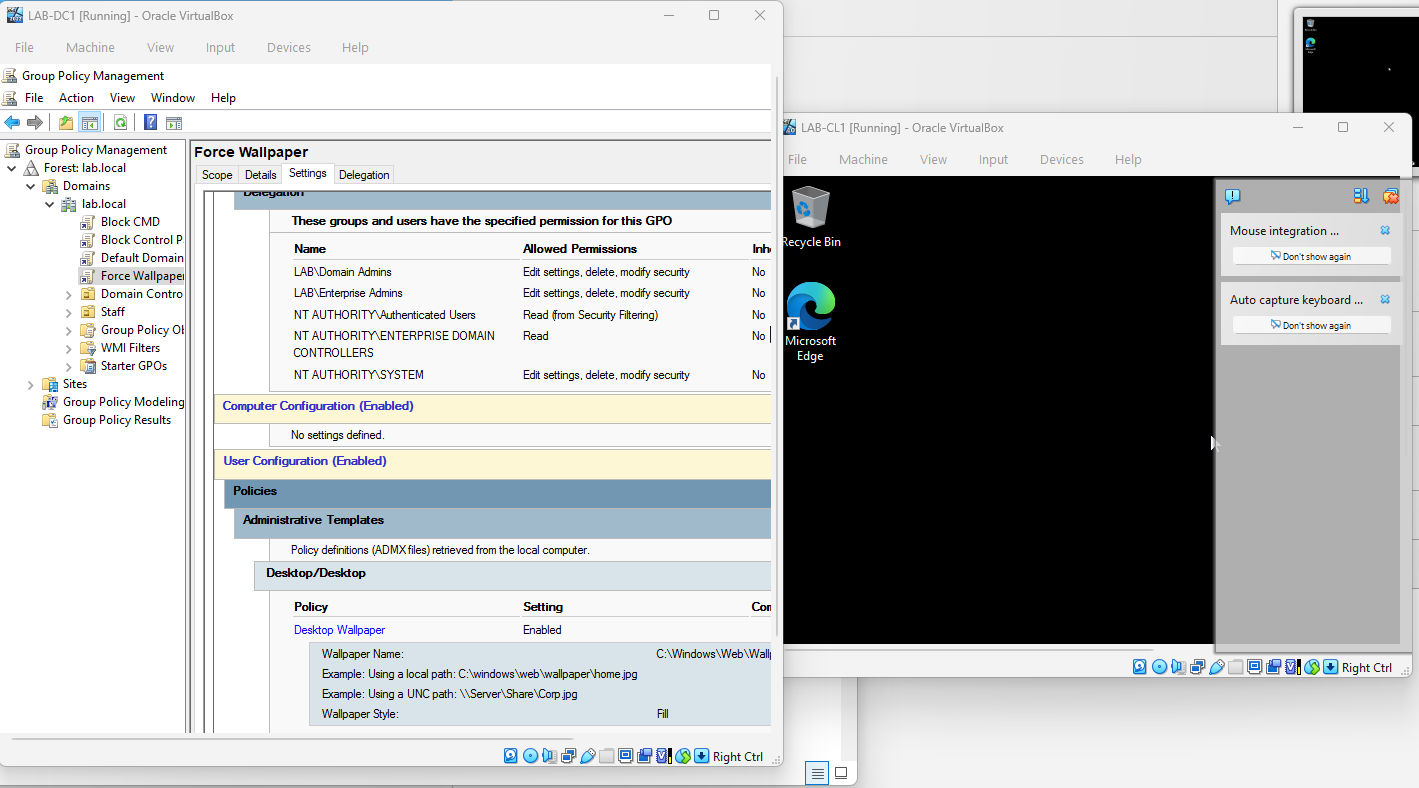 LAB-DC1 [Running] - Oracle VirtualBox
File Machine View Input Devices Help
Group Policy Management
File Action View Window Help
Group Policy Management
Forest: lab.local
Domains
lab.local
Block CMD
Block Control P
Default Domain
Force Wallpaper
Domain Contro
Staff
Group Policy Ob
WMI Filters
Starter GPOs
Sites
Group Policy Modeling
Group Policy Results
Force Wallpaper
Scope Details Settings Delegation
Delegation
These groups and users have the specified permission for this GPO
Name Allowed Permissions Inh
LAB\Domain Admins Edit settings, delete, modify security No
LAB\Enterprise Admins Edit settings, delete, modify security No
NT AUTHORITY\Authenticated Users Read (from Security Filtering) No
NT AUTHORITY\ENTERPRISE DOMAIN Read No
CONTROLLERS
NT AUTHORITY\SYSTEM Edit settings, delete, modify security No
Computer Configuration (Enabled)
No settings defined.
User Configuration (Enabled)
Policies
Administrative Templates
Policy definitions (ADMX files) retrieved from the local computer.
Desktop/Desktop
Policy Setting Com
Desktop Wallpaper Enabled
Wallpaper Name: C:\Windows\Web\Wallp
Example: Using a local path: C:\windows\web\wallpaper\home.jpg
Example: Using a UNC path: \\Server\Share\Corp.jpg
Wallpaper Style: Fill
Right Ctrl
LAB-CL1 [Running] - Oracle VirtualBox
File Machine View Input Devices Help
Recycle Bin
Microsoft
Edge
Mouse integration ...
Don't show again
Auto capture keyboard ...
Don't show again
Right Ctrl